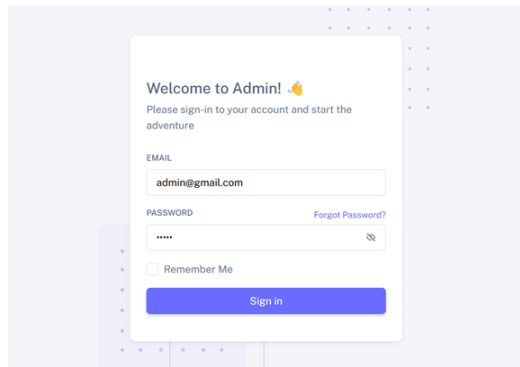 Welcome to Admin! 👋
Please sign-in to your account and start the
adventure
EMAIL
admin@gmail.com
PASSWORD
Forgot Password?
•••••
Remember Me
Sign in